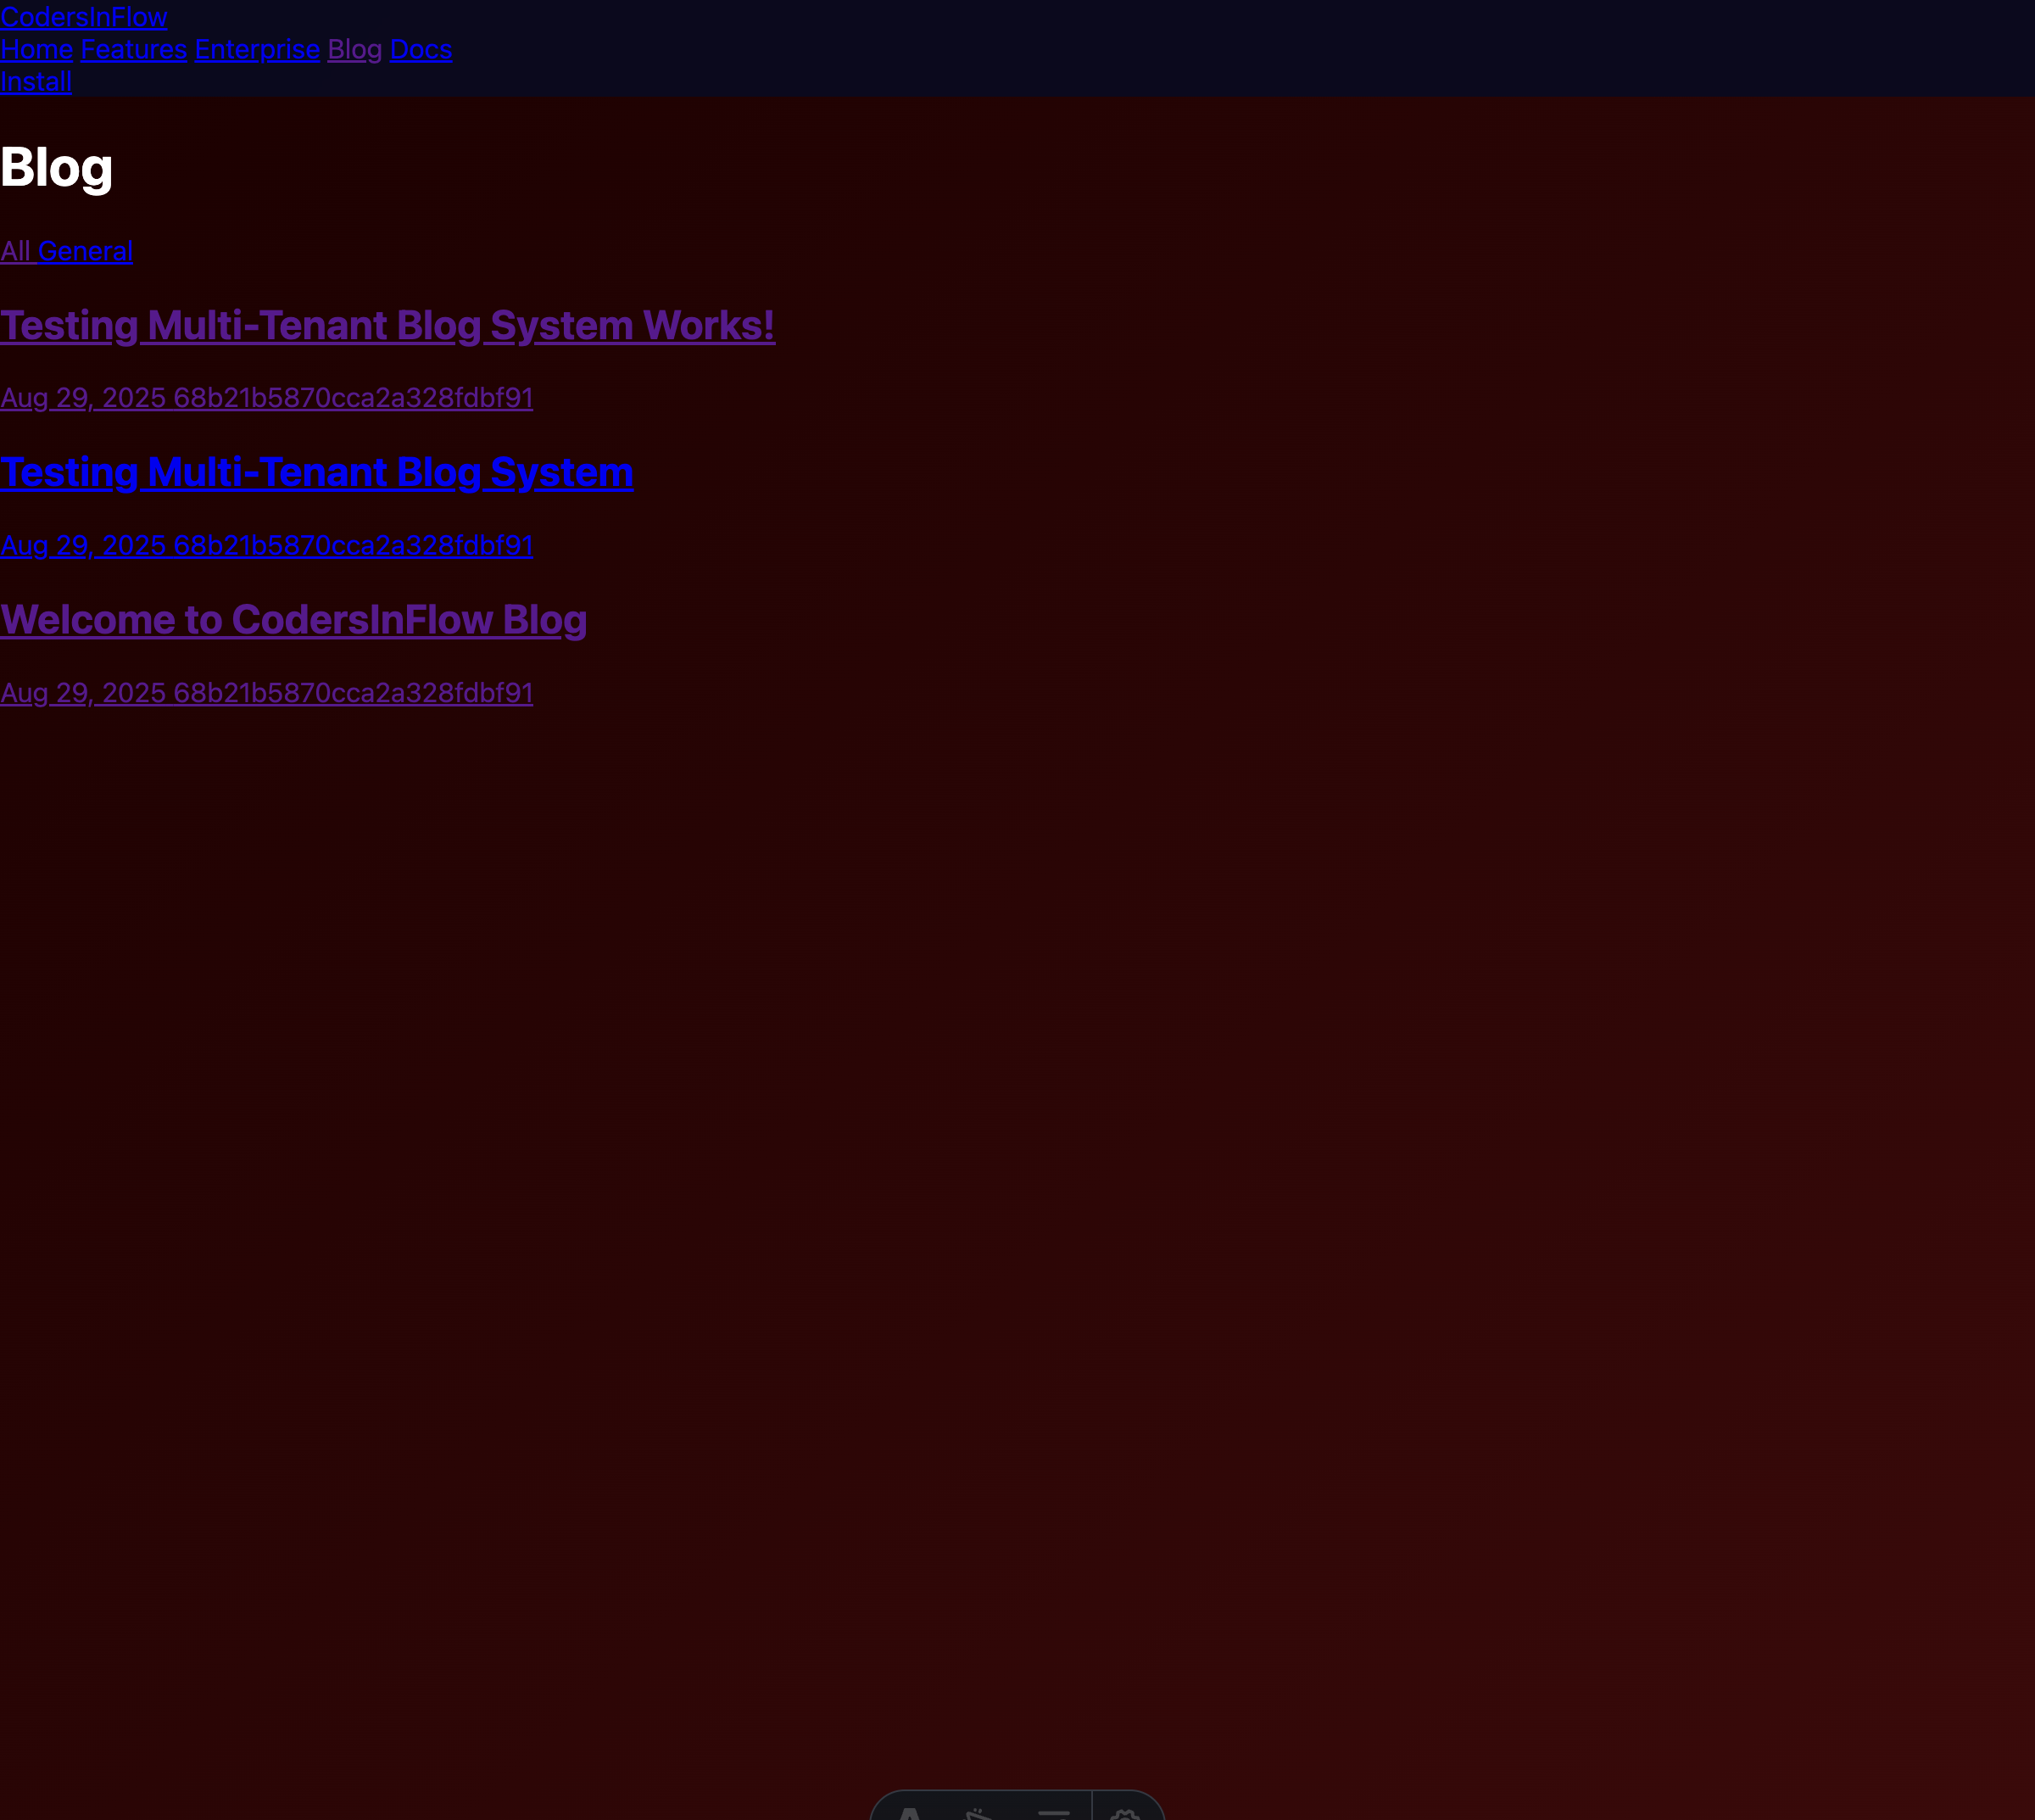 CodersInFlow
Home Features Enterprise Blog Docs
Install
Blog
All General
Testing Multi-Tenant Blog System Works!
Aug 29, 2025 68b21b5870cca2a328fdbf91
Testing Multi-Tenant Blog System
Aug 29, 2025 68b21b5870cca2a328fdbf91
Welcome to CodersInFlow Blog
Aug 29, 2025 68b21b5870cca2a328fdbf91